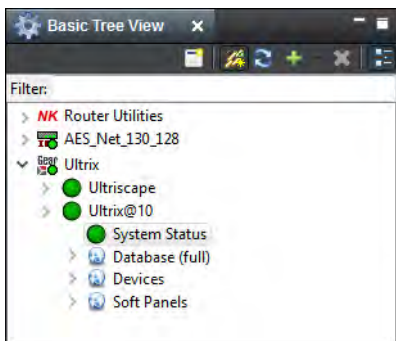 Basic Tree View
Filter:
NK Router Utilities
AES_Net_130_128
Gear Ultrix
Ultriscape
Ultrix@10
System Status
Database (full)
Devices
Soft Panels